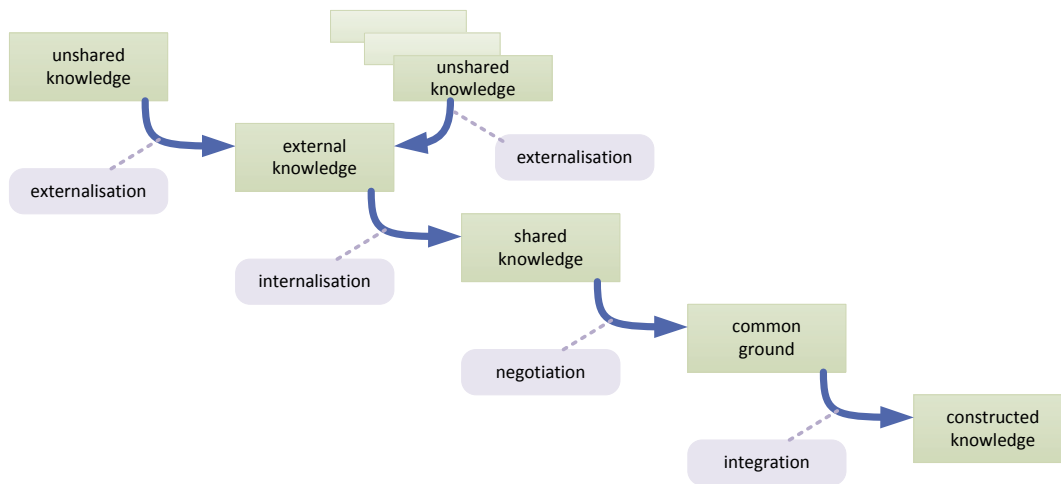 unshared
knowledge
unshared
knowledge
external
knowledge
externalisation
externalisation
shared
knowledge
internalisation
common
ground
negotiation
constructed
knowledge
integration